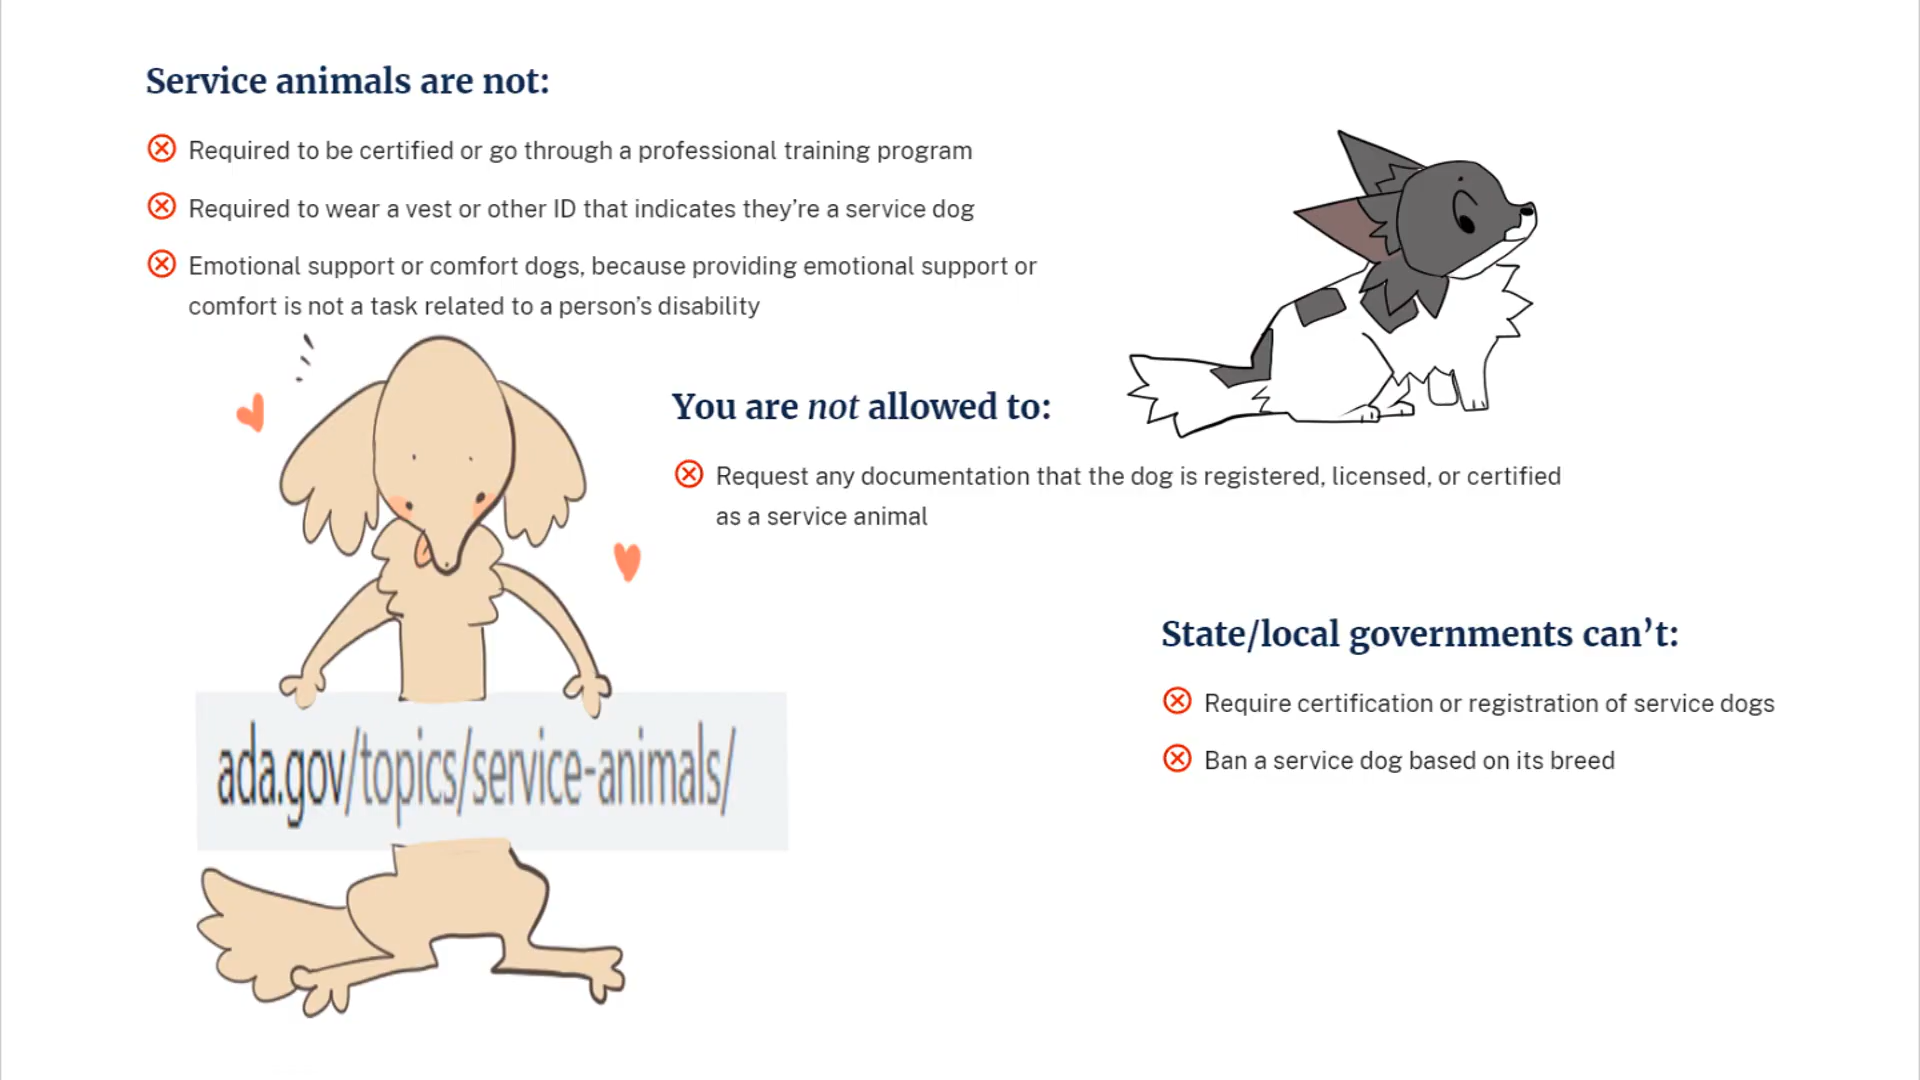 Service animals are not:
Required to be certified or go through a professional training program
Required to wear a vest or other ID that indicates they’re a service dog
Emotional support or comfort dogs, because providing emotional support or
comfort is not a task related to a person’s disability
You are not allowed to:
Request any documentation that the dog is registered, licensed, or certified
as a service animal
State/local governments can’t:
Require certification or registration of service dogs
Ban a service dog based on its breed
ada.gov/topics/service-animals/